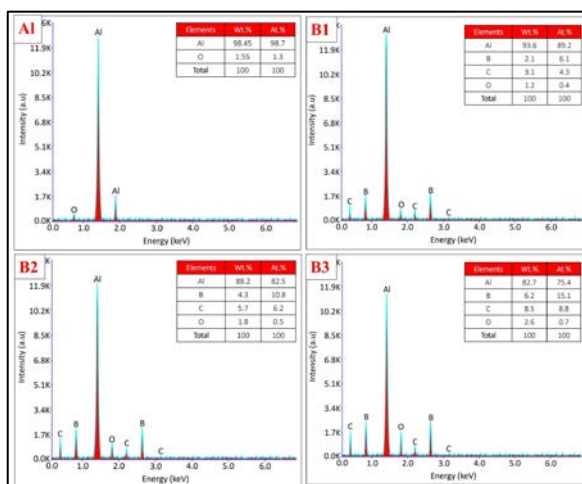 Al
Elements Wt.% At.%
Al 98.45 98.7
O 1.55 1.3
Total 100 100
11.9K
10.2K
8.5K
6.8K
5.1K
3.4K
1.7K
0.0K
Intensity (a.u)
Al
O
Al
0.0 1.0 2.0 3.0 4.0 5.0 6.0
Energy (keV)
B1
Elements Wt.% At.%
Al 93.6 89.2
B 2.1 6.1
C 3.1 4.3
O 1.2 0.4
Total 100 100
11.9K
10.2K
8.5K
6.8K
5.1K
3.4K
1.7K
0.0K
Intensity (a.u)
Al
C B O C B C
0.0 1.0 2.0 3.0 4.0 5.0 6.0
Energy (keV)
B2
Elements Wt.% At.%
Al 88.2 82.5
B 4.3 10.8
C 5.7 6.2
O 1.8 0.5
Total 100 100
11.9K
10.2K
8.5K
6.8K
5.1K
3.4K
1.7K
0.0K
Intensity (a.u)
Al
C B O C B C
0.0 1.0 2.0 3.0 4.0 5.0 6.0
Energy (keV)
B3
Elements Wt.% At.%
Al 82.7 75.4
B 6.2 15.1
C 8.5 8.8
O 2.6 0.7
Total 100 100
11.9K
10.2K
8.5K
6.8K
5.1K
3.4K
1.7K
0.0K
Intensity (a.u)
Al
C B O C B C
0.0 1.0 2.0 3.0 4.0 5.0 6.0
Energy (keV)